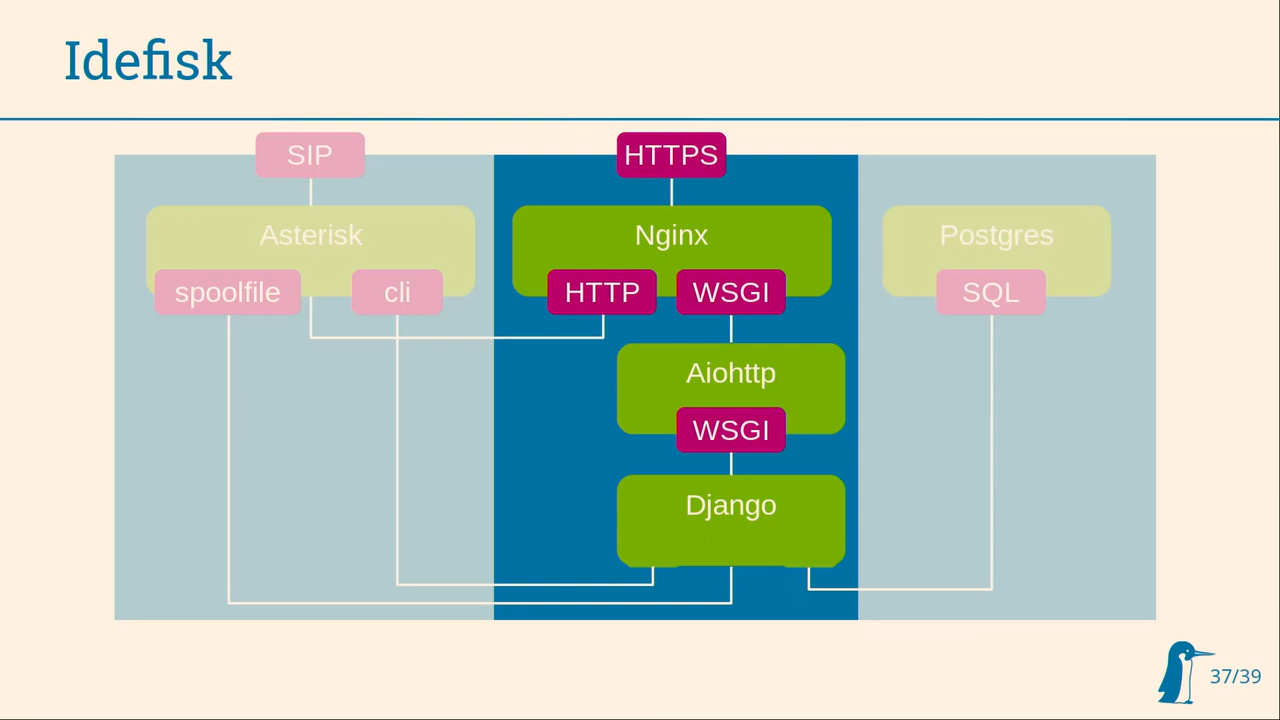 Idefisk
SIP
HTTPS
Asterisk
Nginx
Postgres
spoolfile
cli
HTTP
WSGI
SQL
Aiohttp
WSGI
Django
37/39